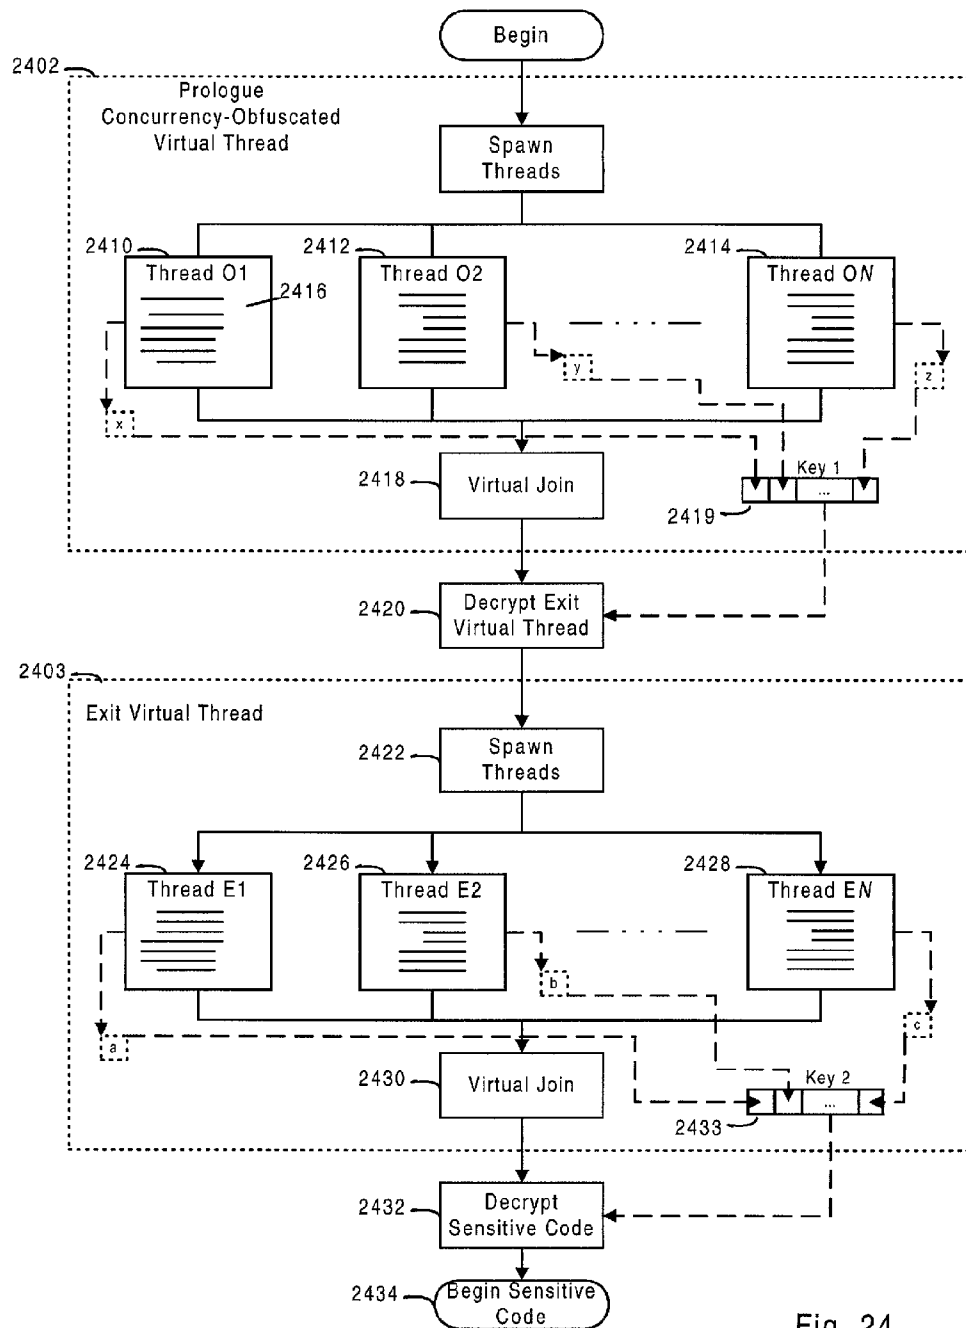 Begin
2402
Prologue
Concurrency-Obfuscated
Virtual Thread
Spawn
Threads
2410
2412
2414
Thread O1
Thread O2
Thread ON
2416
y
z
x
2418
Virtual Join
Key 1
...
2419
2420
Decrypt Exit
Virtual Thread
2403
Exit Virtual Thread
2422
Spawn
Threads
2424
2426
2428
Thread E1
Thread E2
Thread EN
b
c
a
2430
Virtual Join
Key 2
...
2433
2432
Decrypt
Sensitive Code
2434
Begin Sensitive
Code
Fig. 24